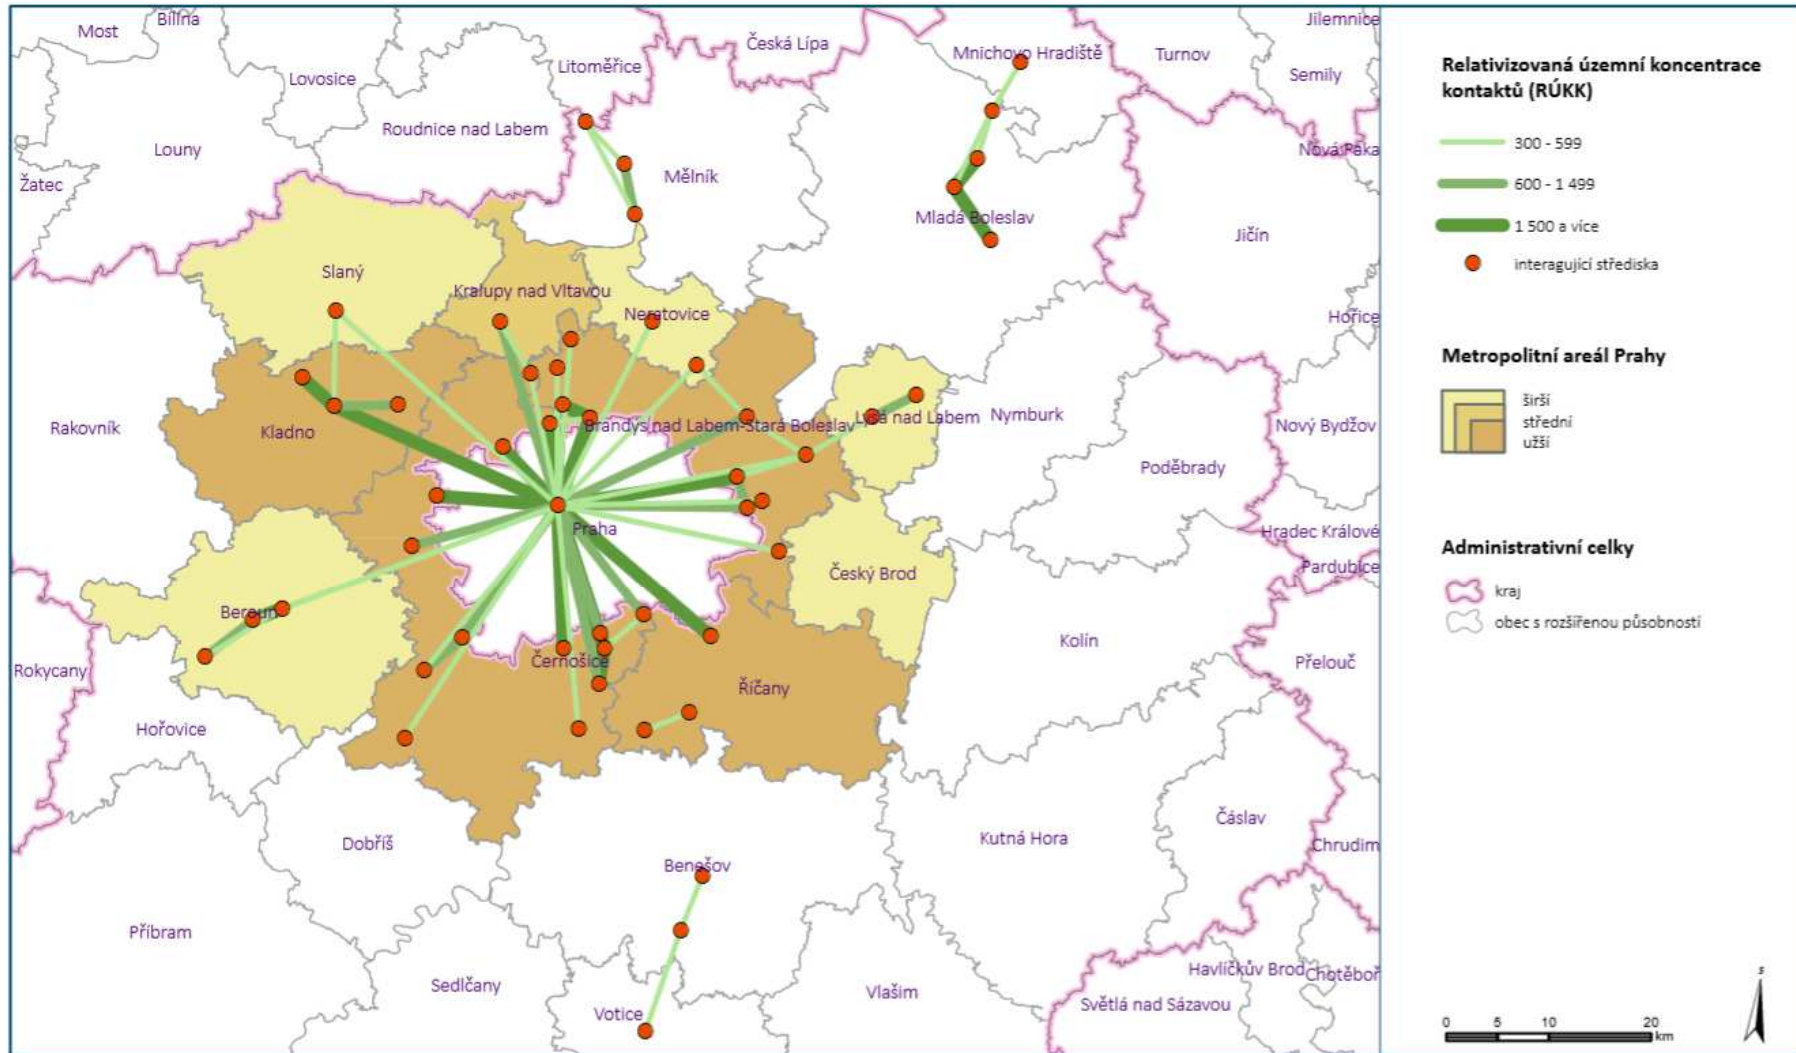 Bílina
Jilemnice
Most
Česká Lípa
Mnichovo Hradiště
Turnov
Litoměřice
Lovosice
Semily
Roudnice nad Labem
Louny
Nová Paka
Žatec
Mělník
Mladá Boleslav
Jičín
Slaný
Kralupy nad Vltavou
Neratovice
Hořice
Rakovník
Kladno
Brandýs nad Labem-Stará Boleslav
Lysá nad Labem
Nymburk
Nový Bydžov
Poděbrady
Praha
Hradec Králové
Pardubice
Český Brod
Beroun
Kolín
Rokycany
Černošice
Přelouč
Říčany
Hořovice
Čáslav
Dobříš
Kutná Hora
Chrudim
Benešov
Příbram
Havlíčkův Brod
Chotěboř
Sedlčany
Vlašim
Světlá nad Sázavou
Votice
Relativizovaná územní koncentrace
kontaktů (RÚKK)
300 - 599
600 - 1 499
1 500 a více
interagující střediska
Metropolitní areál Prahy
širší
střední
užší
Administrativní celky
kraj
obec s rozšířenou působností
0 5 10 20
km
s